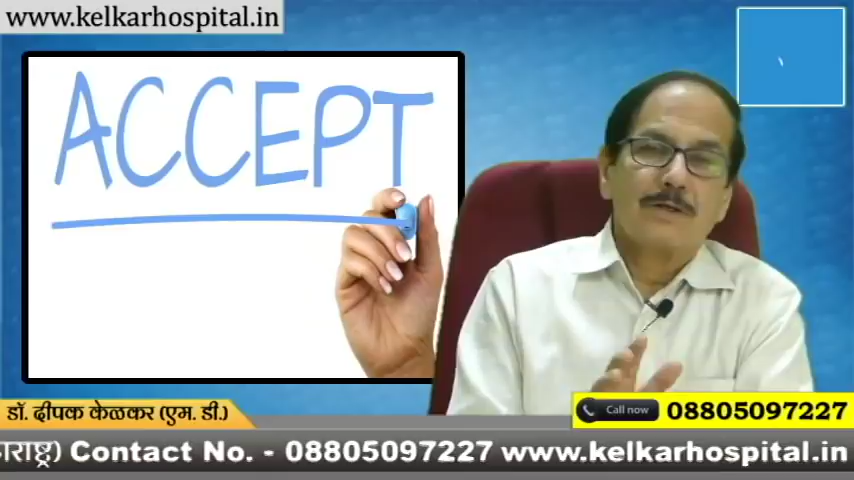 www.kelkarhospital.in
ACCEPT
डॉ. दीपक केळकर (एम. डी.)
Call now 08805097227
ाराष्ट्र) Contact No. - 08805097227 www.kelkarhospital.in